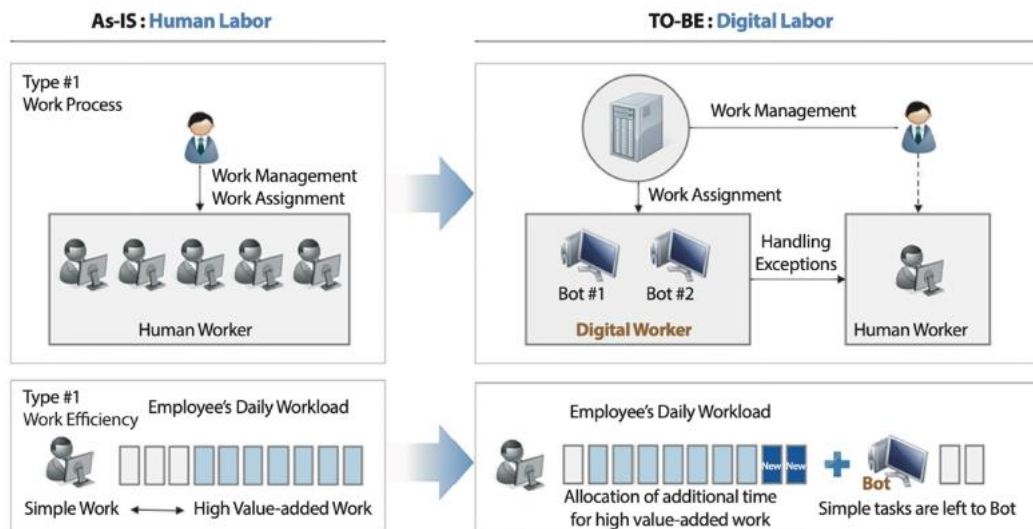 As-IS : Human Labor
TO-BE : Digital Labor
Type #1
Work Process
Work Management
Work Assignment
Human Worker
Work Management
Work Assignment
Bot #1
Bot #2
Digital Worker
Handling
Exceptions
Human Worker
Type #1
Work Efficiency
Employee's Daily Workload
Simple Work
High Value-added Work
Employee's Daily Workload
New
New
Bot
Allocation of additional time
for high value-added work
Simple tasks are left to Bot